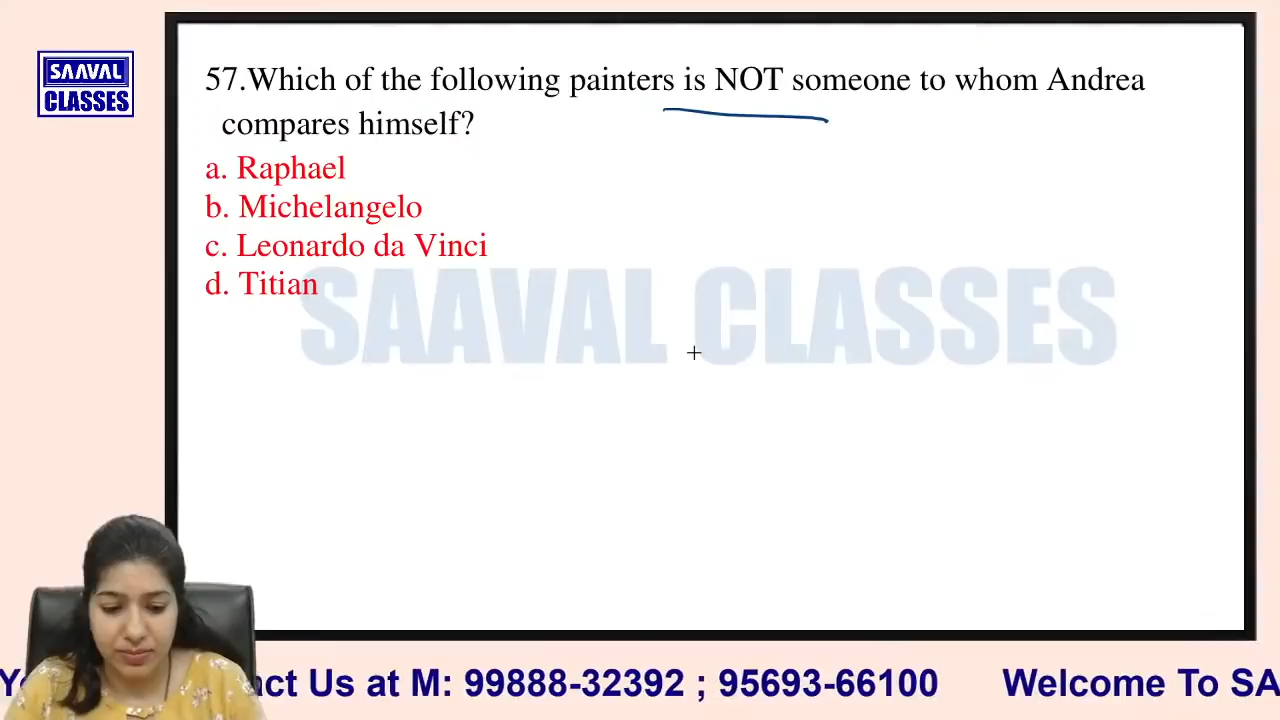 SAAVAL
CLASSES
57.Which of the following painters is NOT someone to whom Andrea
compares himself?
a. Raphael
b. Michelangelo
c. Leonardo da Vinci
d. Titian
SAAVAL CLASSES
Contact Us at M: 99888-32392 ; 95693-66100 Welcome To SA